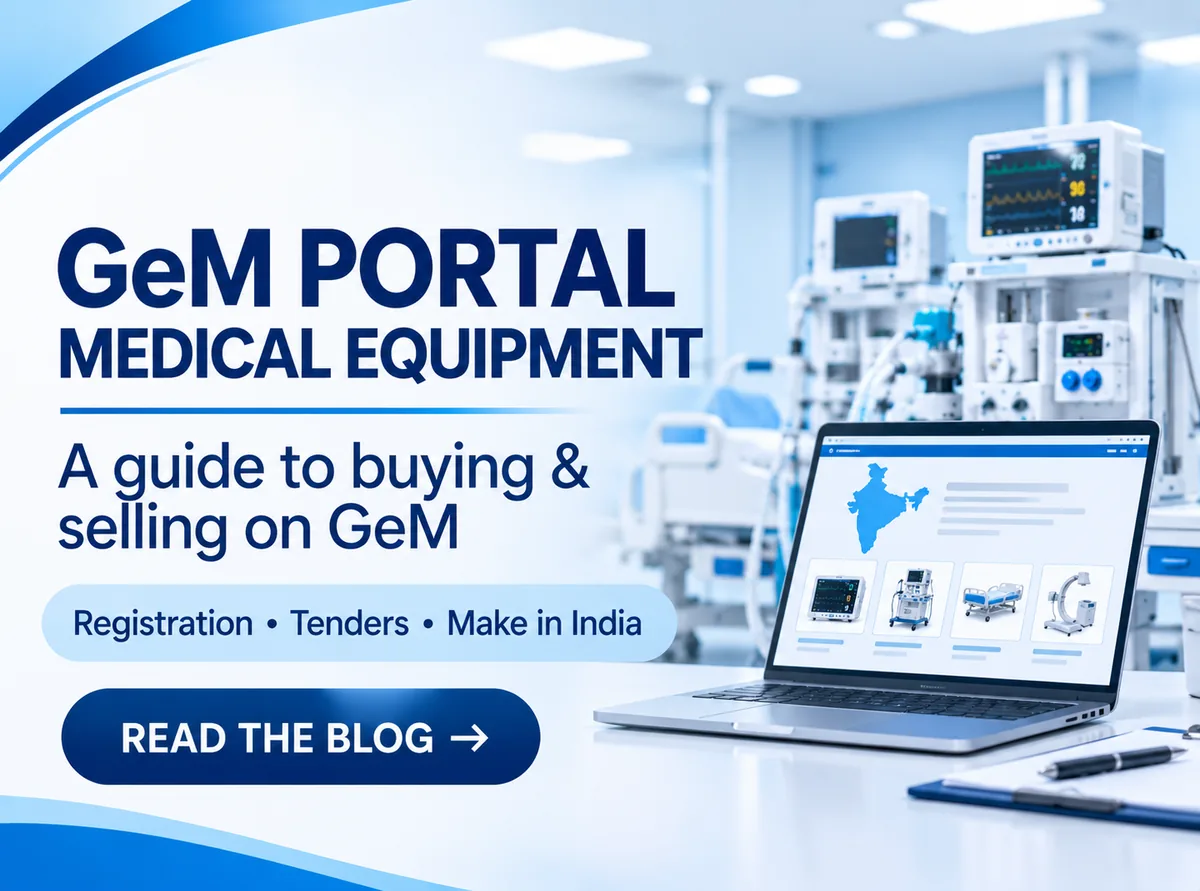 GeM PORTAL
MEDICAL EQUIPMENT
A guide to buying &
selling on GeM
Registration • Tenders • Make in India
READ THE BLOG →